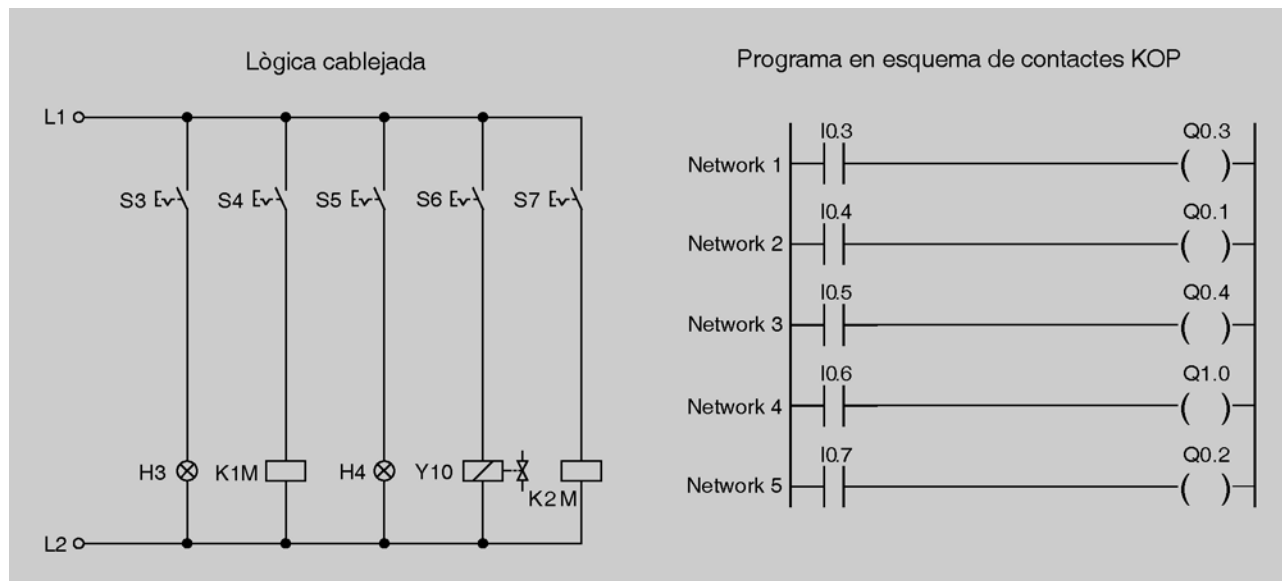 Lògica cablejada
L1
S3 S4 S5 S6 S7
H3 K1M H4 Y10 K2M
L2
Programa en esquema de contactes KOP
I0.3 Q0.3
Network 1
I0.4 Q0.1
Network 2
I0.5 Q0.4
Network 3
I0.6 Q1.0
Network 4
I0.7 Q0.2
Network 5